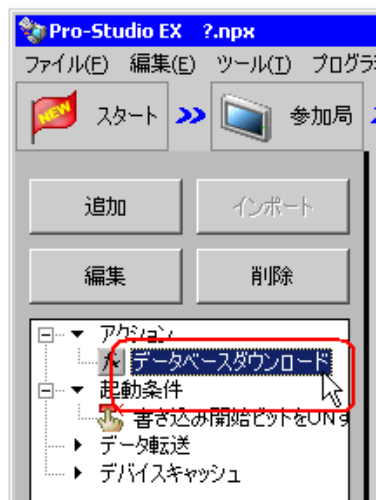 Pro-Studio EX ?.npx
ファイル(F) 編集(E) ツール(T) プログラ
NEW スタート >> 参加局
追加 インポート
編集 削除
アクション
fx データベースダウンロード
起動条件
書き込み開始ビットをONす
データ転送
デバイスキャッシュ